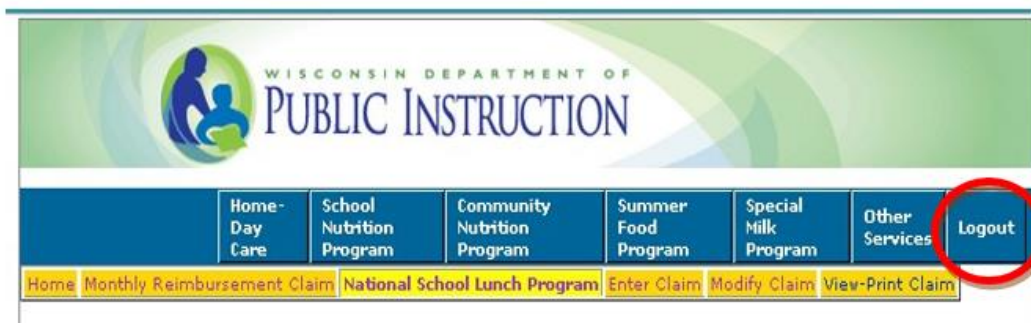 WISCONSIN DEPARTMENT OF
PUBLIC INSTRUCTION
Home-
Day
Care
School
Nutrition
Program
Community
Nutrition
Program
Summer
Food
Program
Special
Milk
Program
Other
Services
Logout
Home Monthly Reimbursement Claim National School Lunch Program Enter Claim Modify Claim View-Print Claim